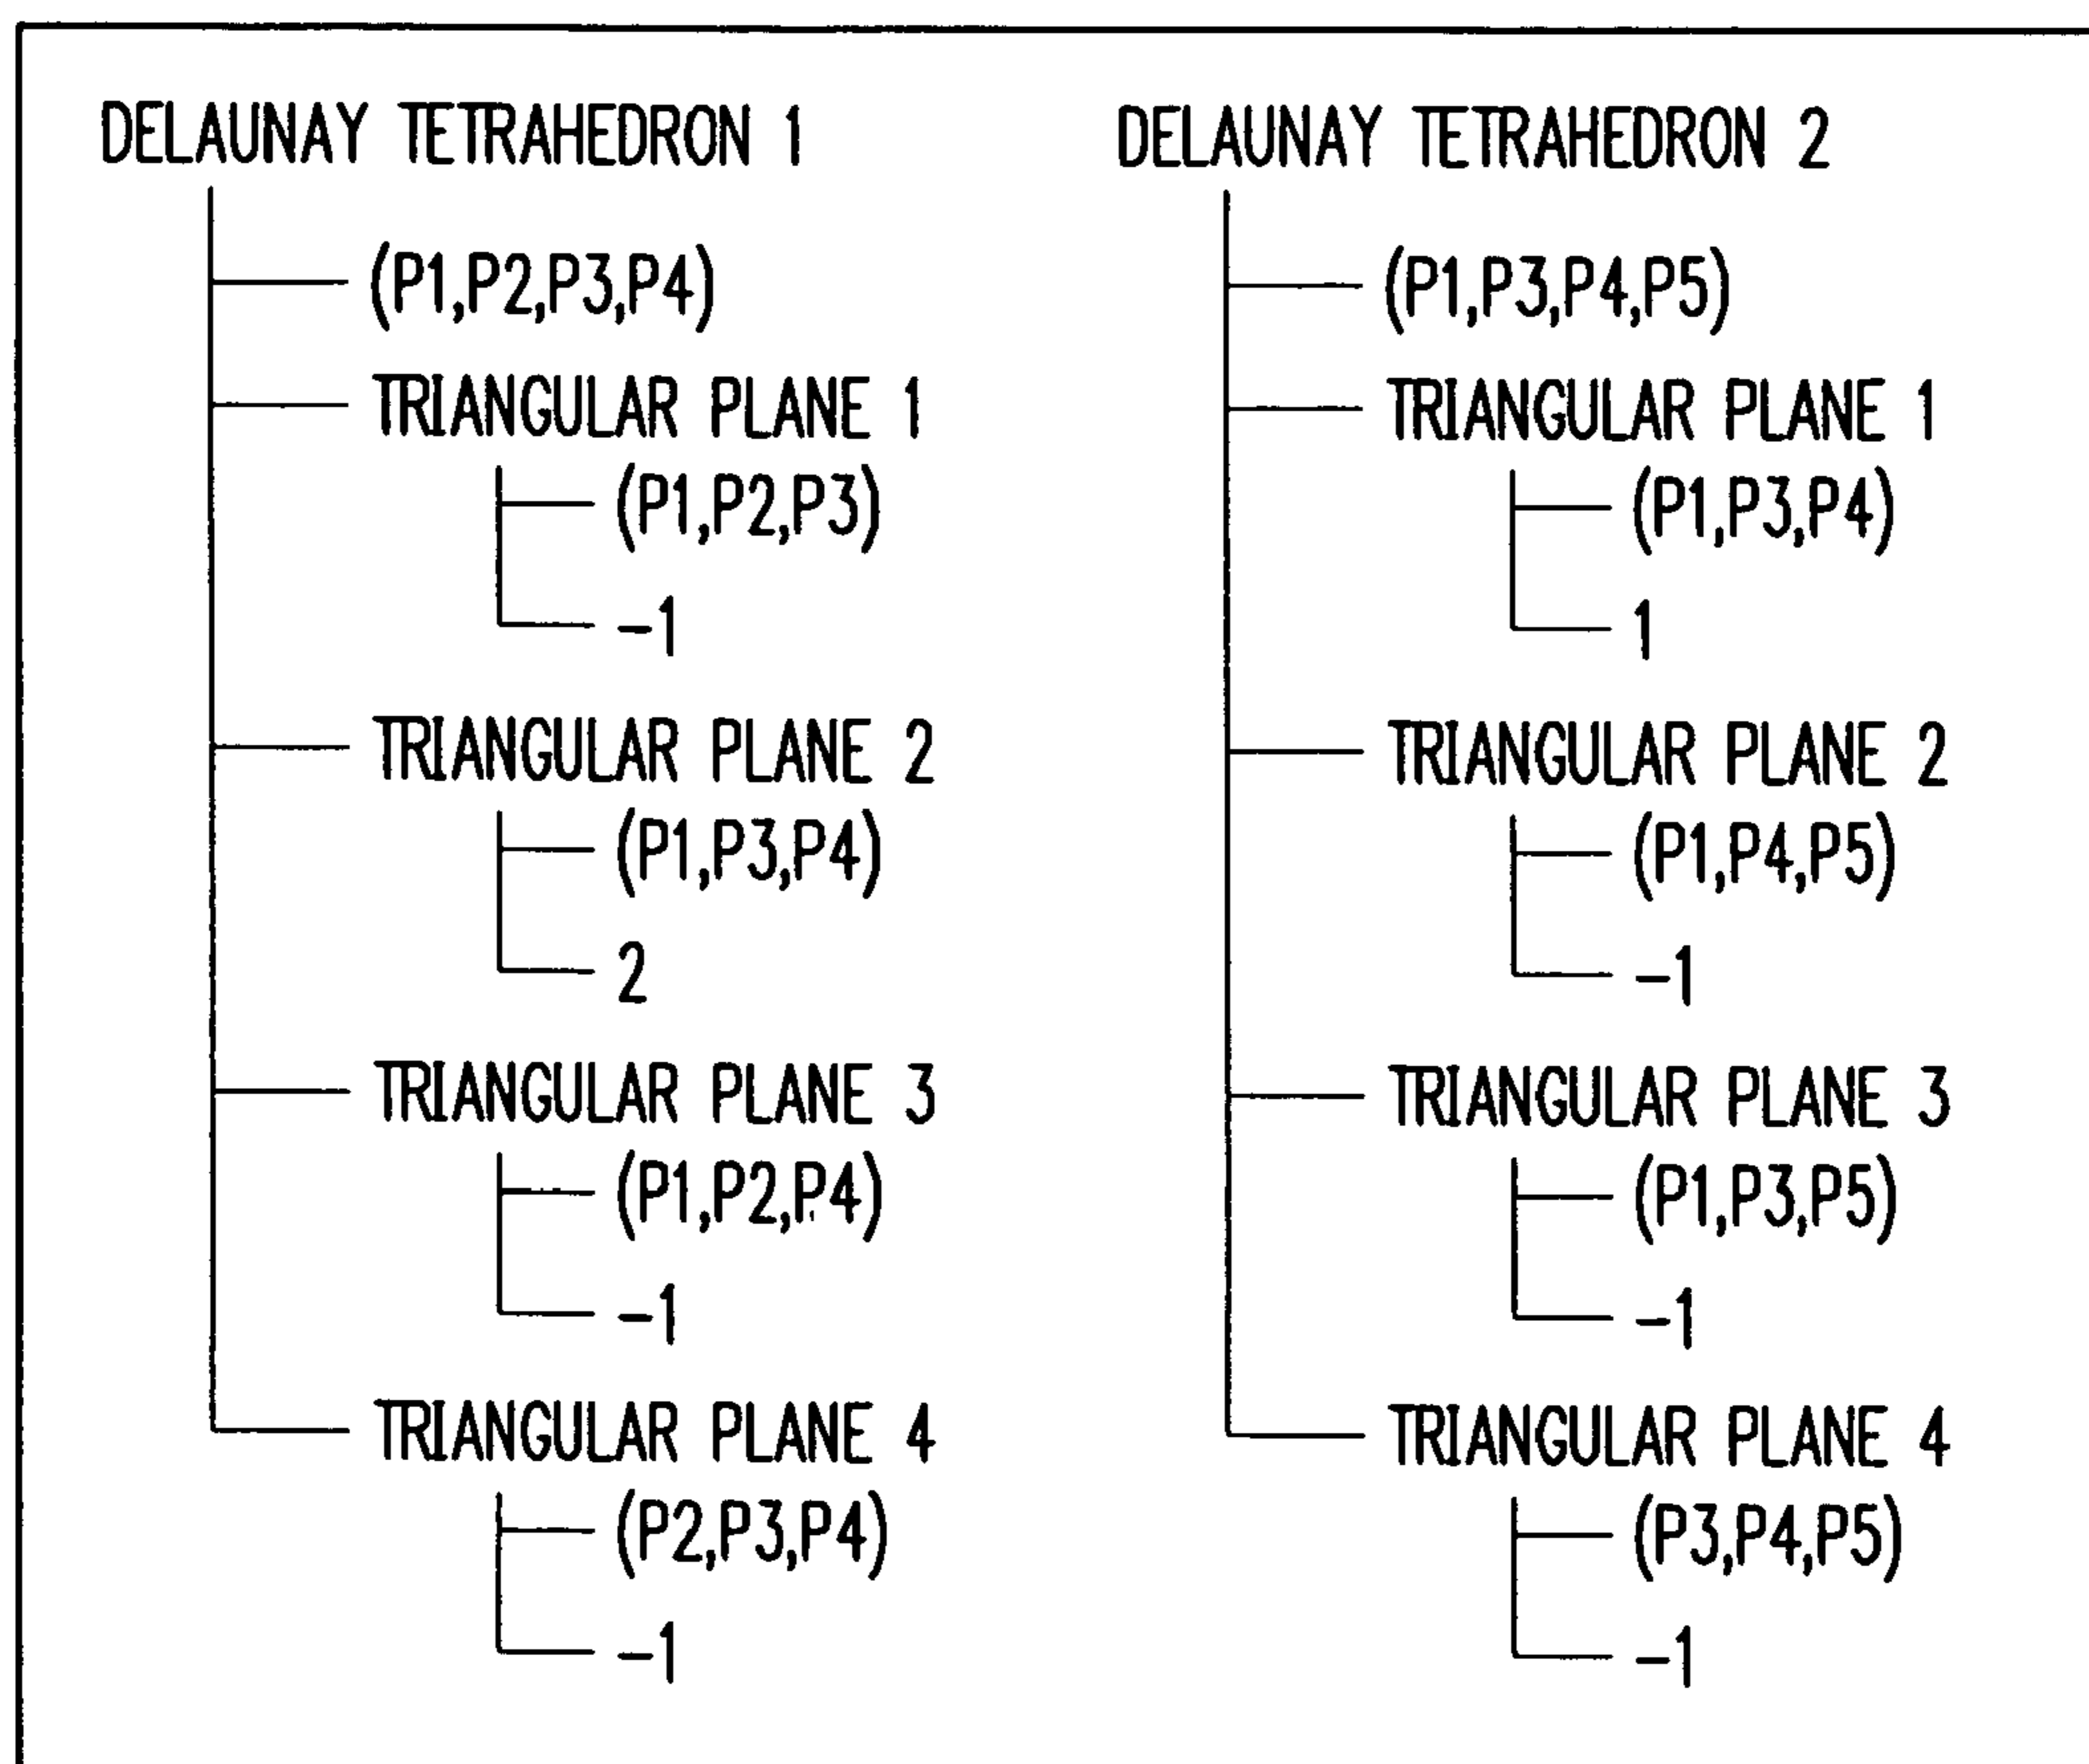 DELAUNAY TETRAHEDRON 1
(P1,P2,P3,P4)
TRIANGULAR PLANE 1
(P1,P2,P3)
-1
TRIANGULAR PLANE 2
(P1,P3,P4)
2
TRIANGULAR PLANE 3
(P1,P2,P4)
-1
TRIANGULAR PLANE 4
(P2,P3,P4)
-1
DELAUNAY TETRAHEDRON 2
(P1,P3,P4,P5)
TRIANGULAR PLANE 1
(P1,P3,P4)
1
TRIANGULAR PLANE 2
(P1,P4,P5)
-1
TRIANGULAR PLANE 3
(P1,P3,P5)
-1
TRIANGULAR PLANE 4
(P3,P4,P5)
-1